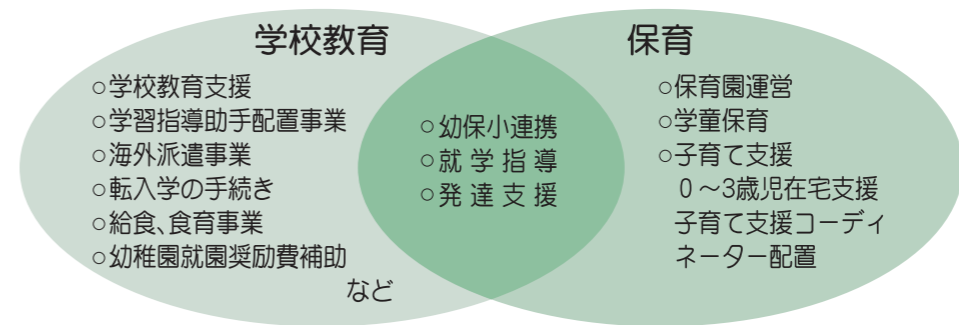 学校教育
○学校教育支援
○学習指導助手配置事業
○海外派遣事業
○転入学の手続き
○給食、食育事業
○幼稚園就園奨励費補助
など
○幼保小連携
○就学指導
○発達支援
保育
○保育園運営
○学童保育
○子育て支援
0〜3歳児在宅支援
子育て支援コーディ
ネーター配置